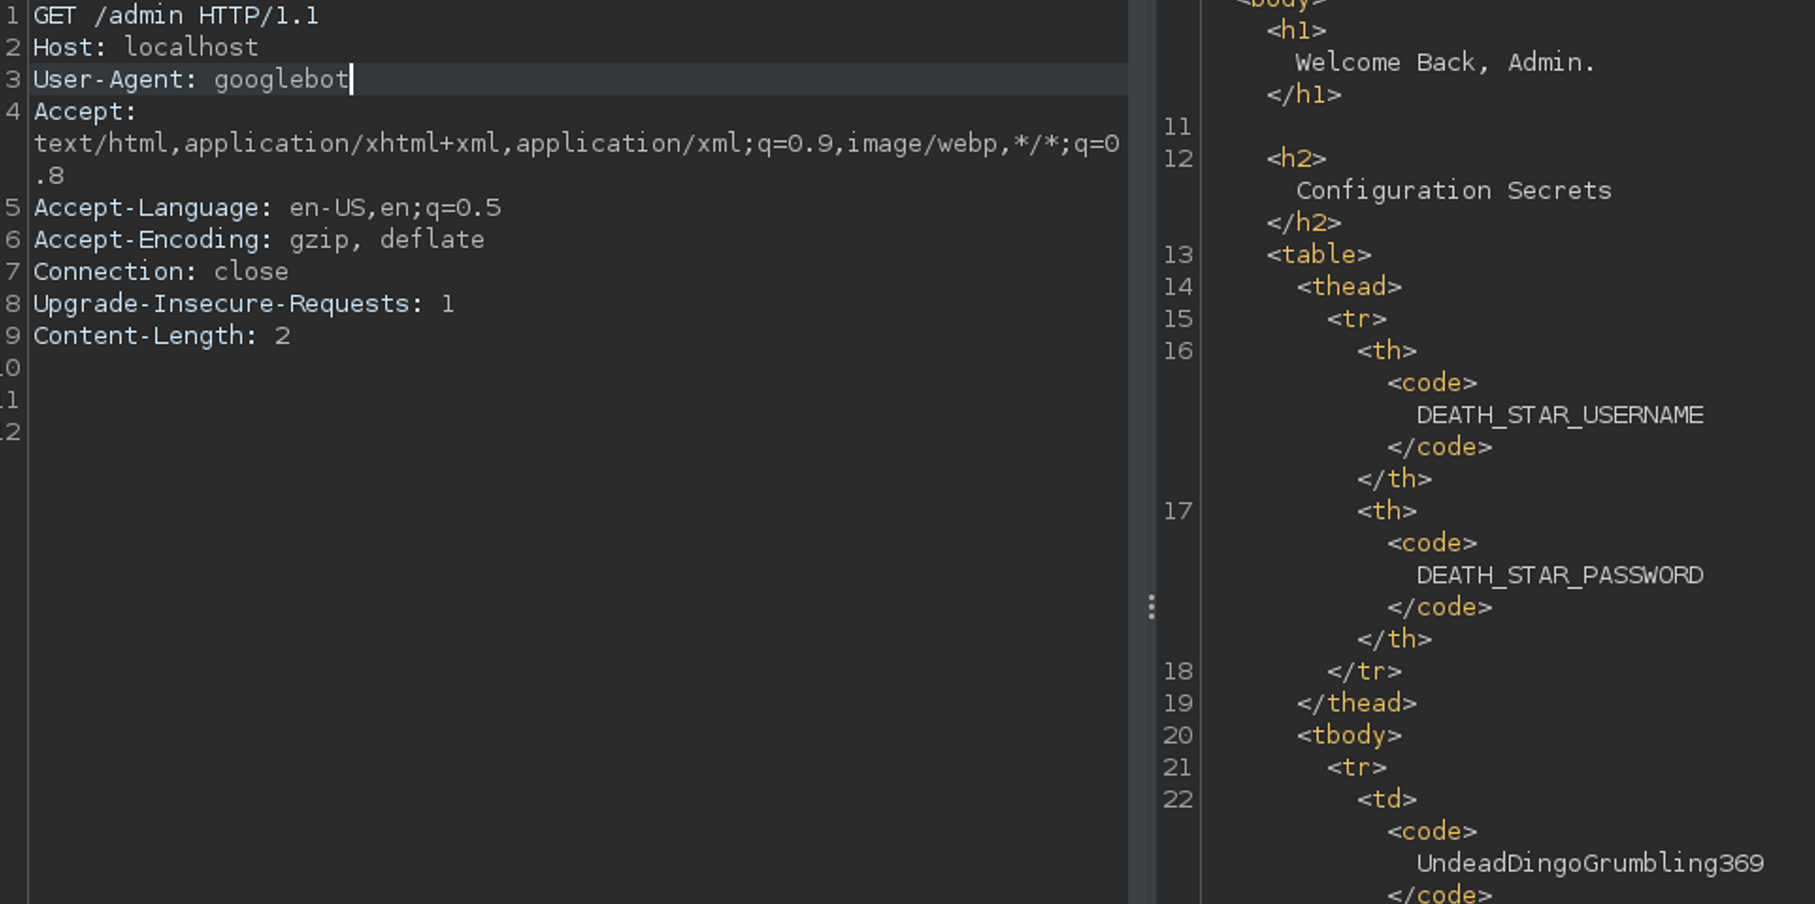 1 GET /admin HTTP/1.1
2 Host: localhost
3 User-Agent: googlebot
4 Accept:
text/html,application/xhtml+xml,application/xml;q=0.9,image/webp,*/*;q=0
.8
5 Accept-Language: en-US,en;q=0.5
6 Accept-Encoding: gzip, deflate
7 Connection: close
8 Upgrade-Insecure-Requests: 1
9 Content-Length: 2
10
11
12
<body>
<h1>
Welcome Back, Admin.
</h1>
11
12 <h2>
Configuration Secrets
</h2>
13 <table>
14 <thead>
15 <tr>
16 <th>
<code>
DEATH_STAR_USERNAME
</code>
</th>
17 <th>
<code>
DEATH_STAR_PASSWORD
</code>
</th>
18 </tr>
19 </thead>
20 <tbody>
21 <tr>
22 <td>
<code>
UndeadDingoGrumbling369
</code>